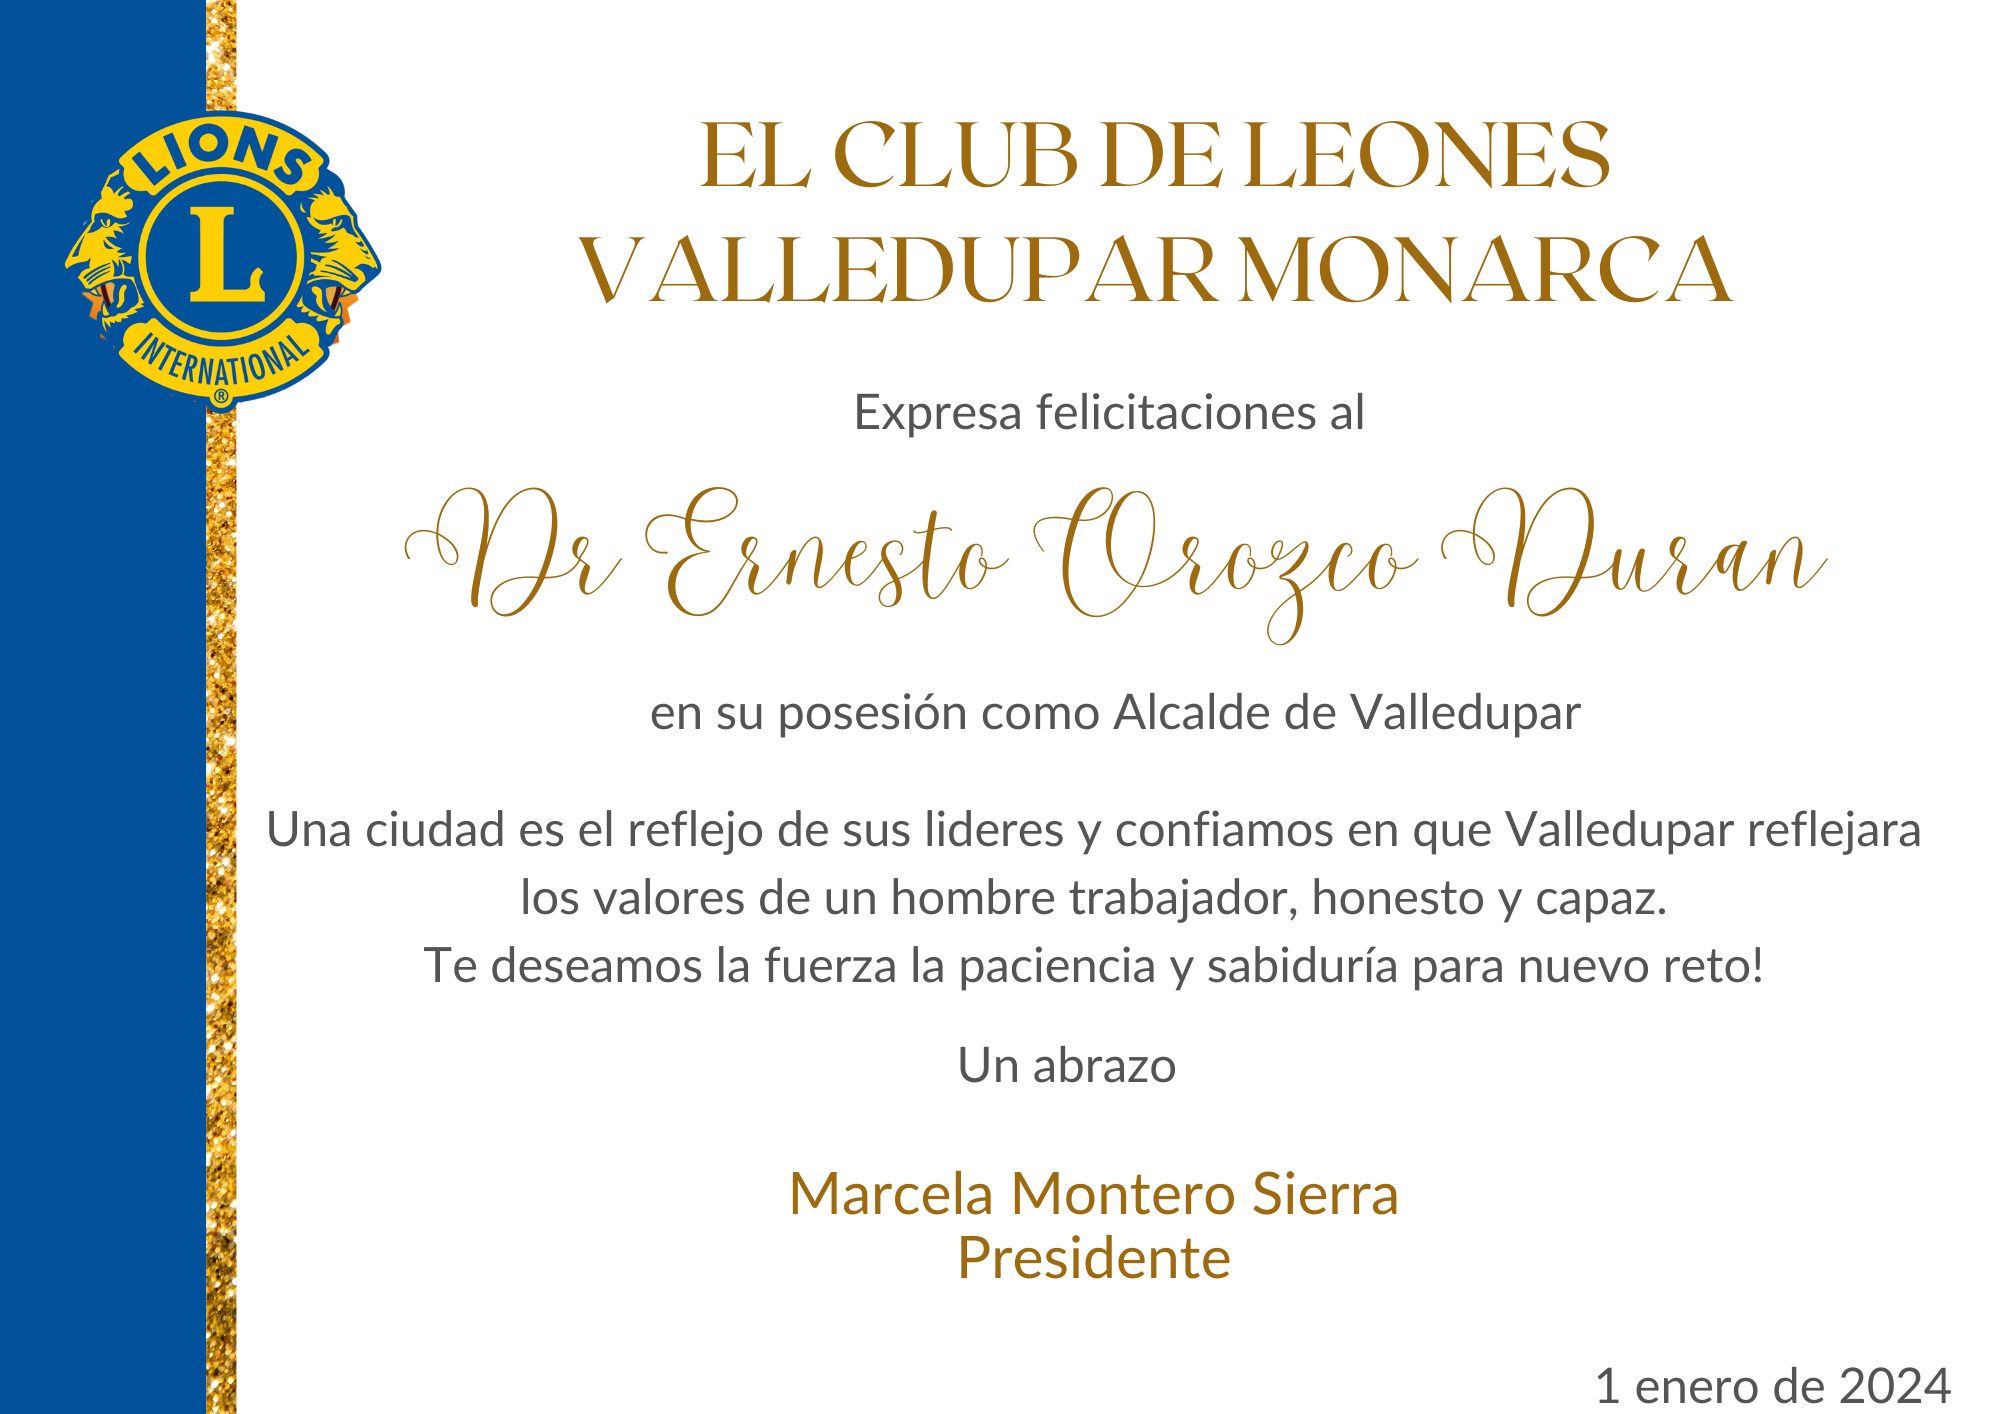 LIONS
L
INTERNATIONAL
®
EL CLUB DE LEONES
VALLEDUPAR MONARCA
Expresa felicitaciones al
Dr Ernesto Orozco Duran
en su posesión como Alcalde de Valledupar
Una ciudad es el reflejo de sus lideres y confiamos en que Valledupar reflejara
los valores de un hombre trabajador, honesto y capaz.
Te deseamos la fuerza la paciencia y sabiduría para nuevo reto!
Un abrazo
Marcela Montero Sierra
Presidente
1 enero de 2024